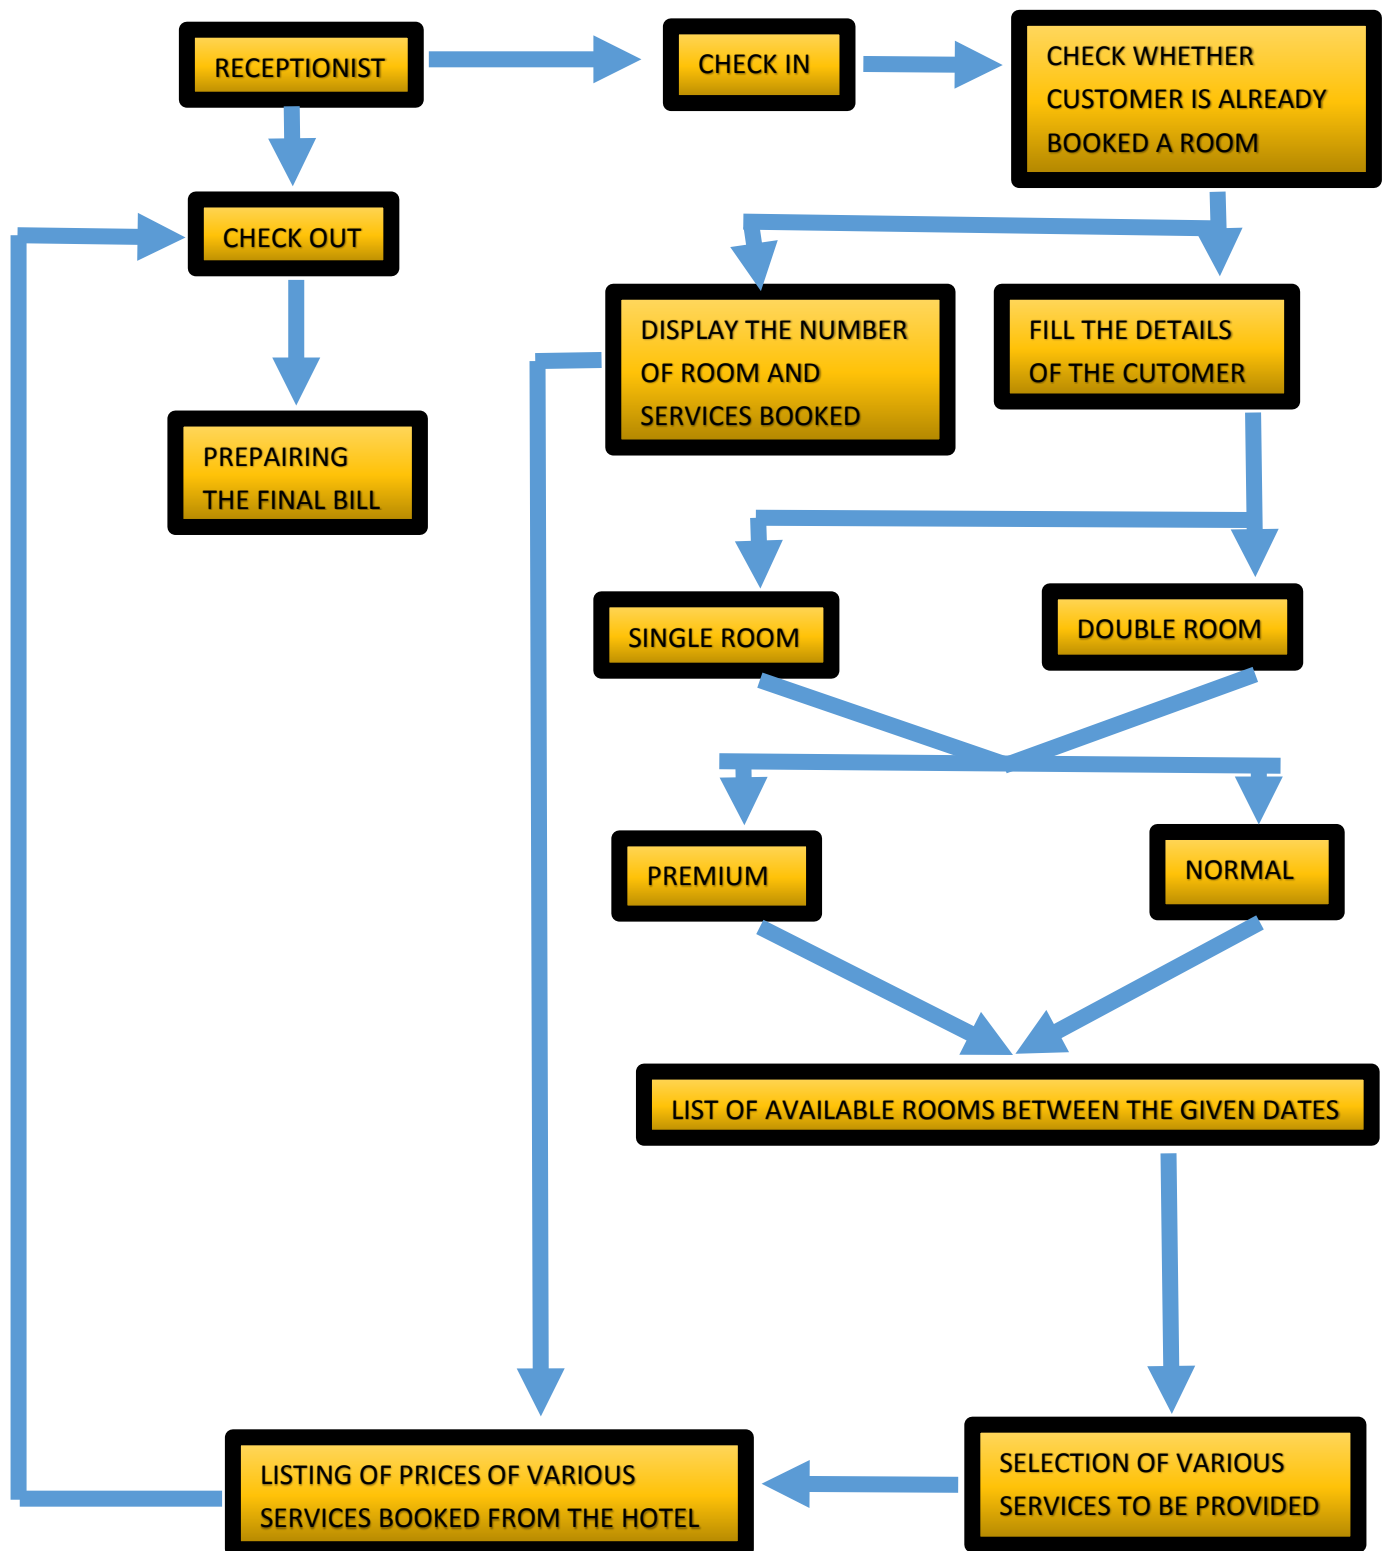 RECEPTIONIST
CHECK IN
CHECK WHETHER
CUSTOMER IS ALREADY
BOOKED A ROOM
CHECK OUT
DISPLAY THE NUMBER
OF ROOM AND
SERVICES BOOKED
FILL THE DETAILS
OF THE CUTOMER
PREPAIRING
THE FINAL BILL
SINGLE ROOM
DOUBLE ROOM
PREMIUM
NORMAL
LIST OF AVAILABLE ROOMS BETWEEN THE GIVEN DATES
LISTING OF PRICES OF VARIOUS
SERVICES BOOKED FROM THE HOTEL
SELECTION OF VARIOUS
SERVICES TO BE PROVIDED